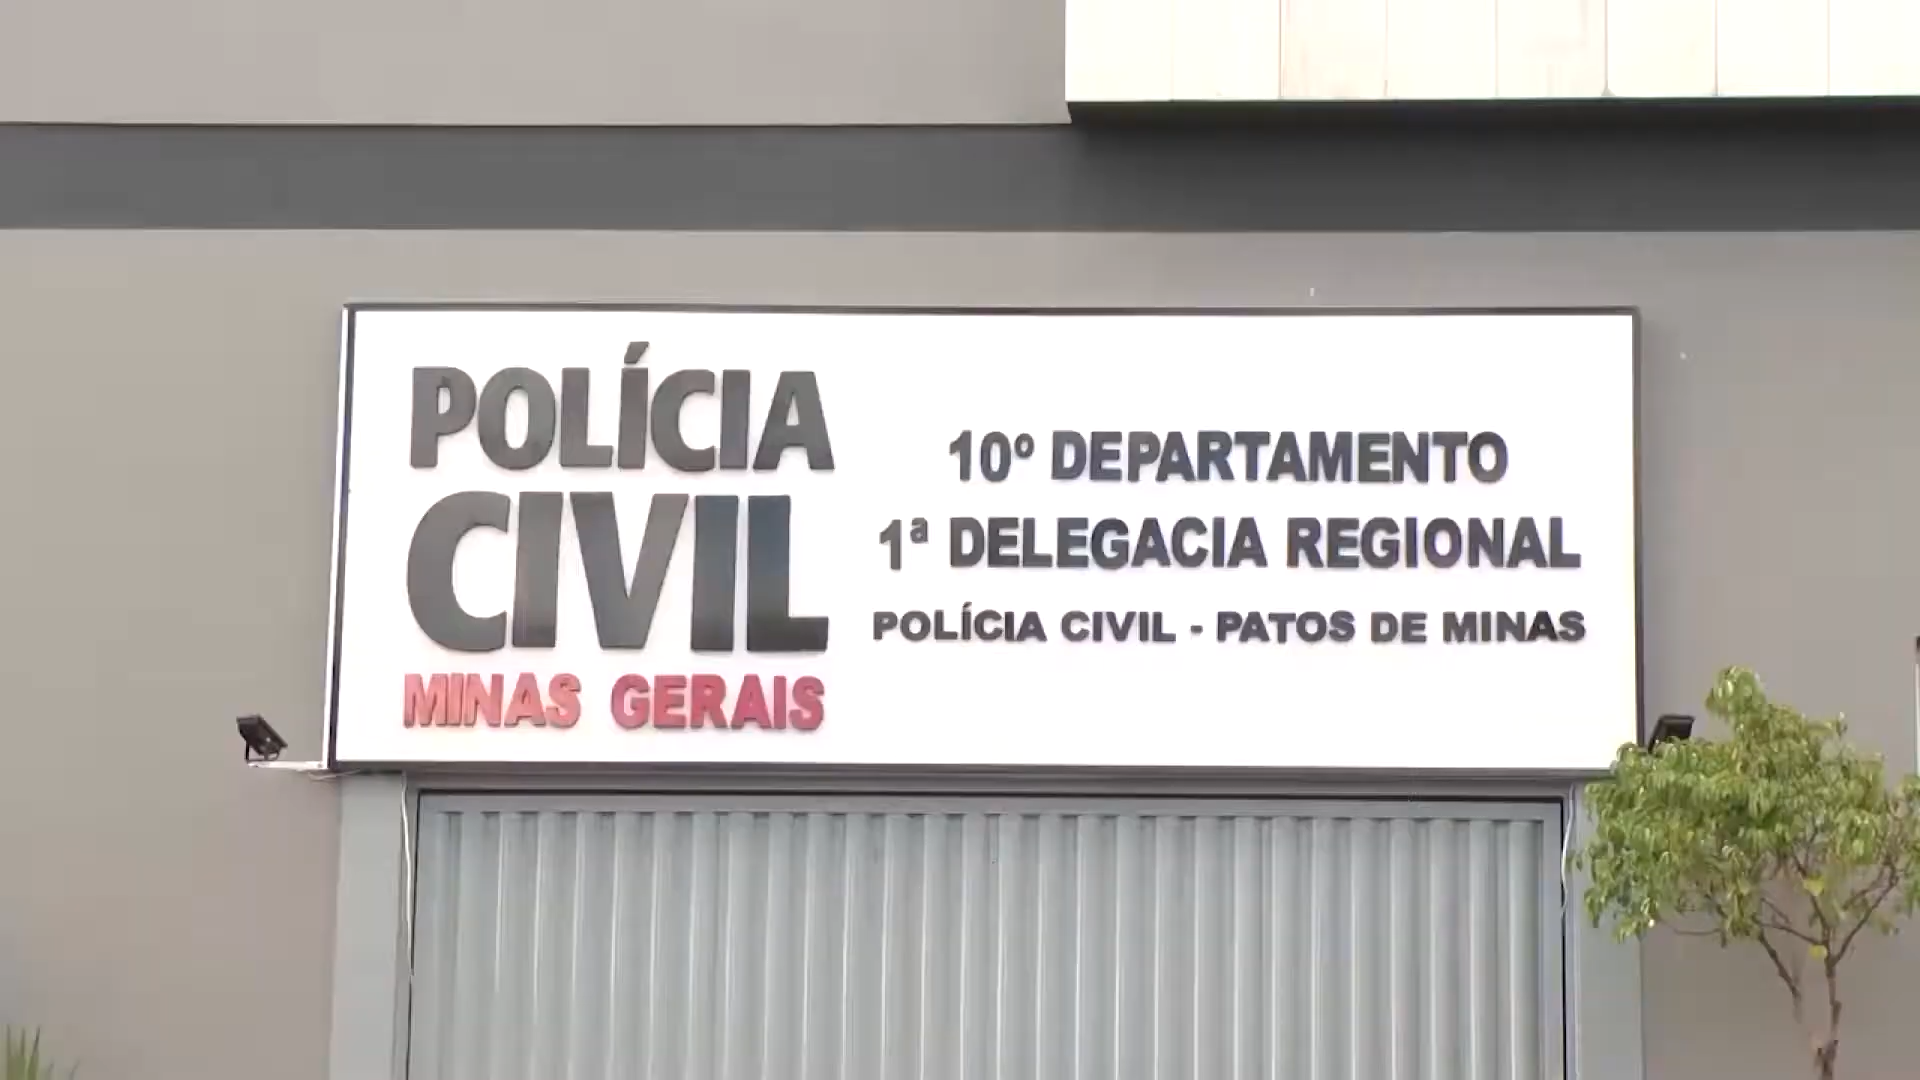 POLÍCIA
CIVIL
MINAS GERAIS
10º DEPARTAMENTO
1ª DELEGACIA REGIONAL
POLÍCIA CIVIL - PATOS DE MINAS